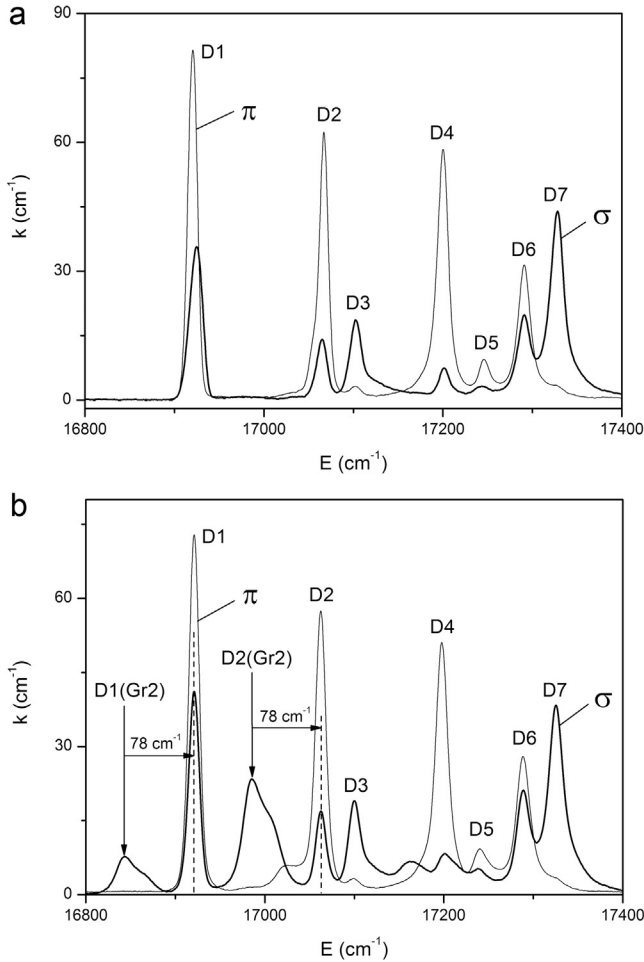 a
90
D1
π
D2
D4
60
k (cm⁻¹)
D7
σ
D6
30
D3
D5
0
16800
17000
17200
17400
E (cm⁻¹)
b
D1
D2
60
π
D4
D2(Gr2)
k (cm⁻¹)
D1(Gr2)
D7
σ
78 cm⁻¹
78 cm⁻¹
D6
30
D3
D5
0
16800
17000
17200
17400
E (cm⁻¹)